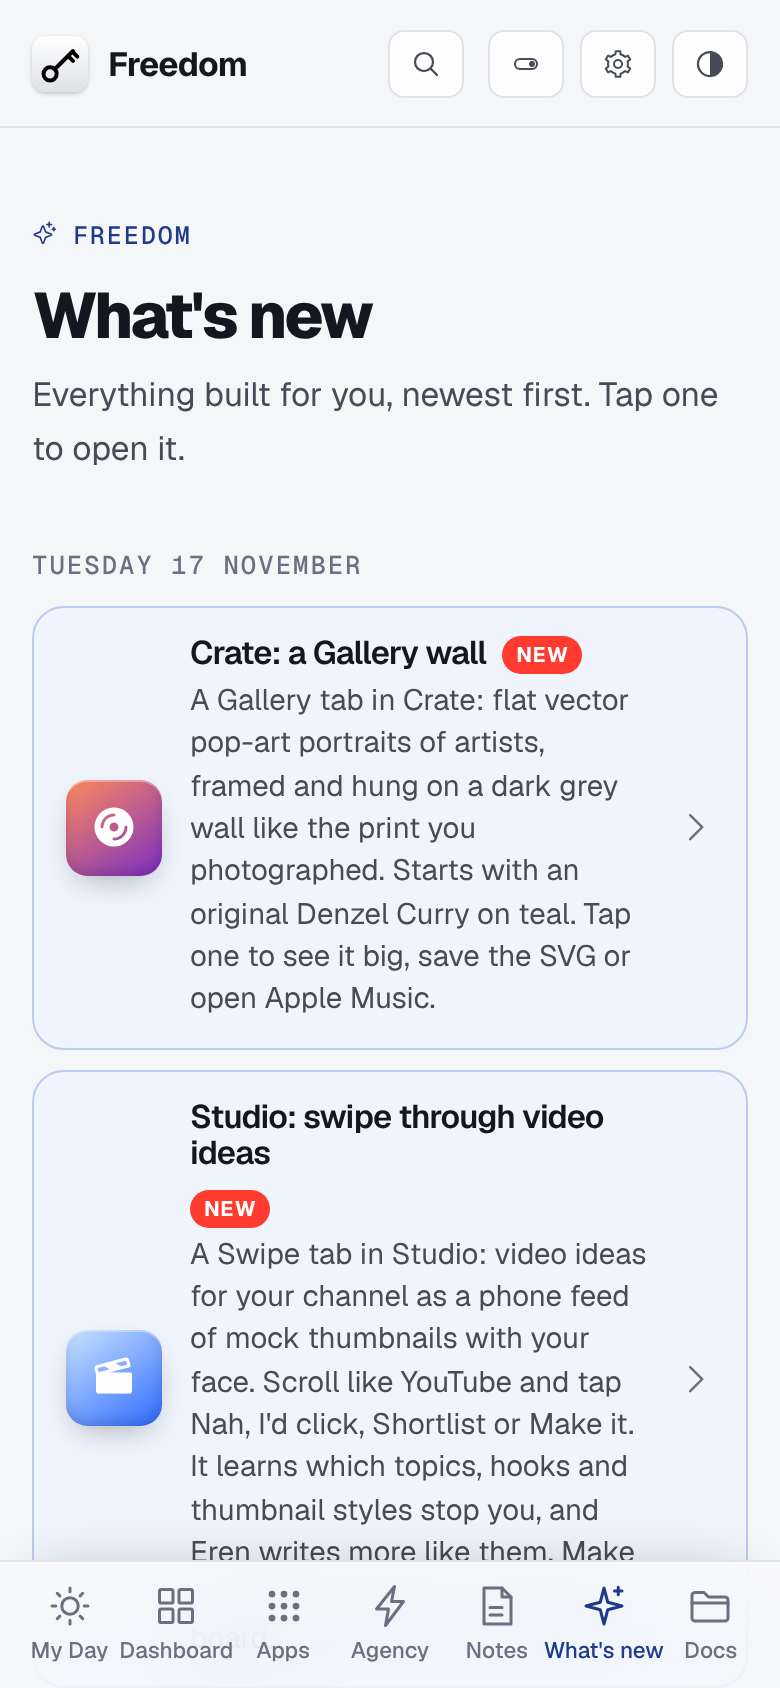 Freedom
FREEDOM
What's new
Everything built for you, newest first. Tap one
to open it.
TUESDAY 17 NOVEMBER
Crate: a Gallery wall NEW
A Gallery tab in Crate: flat vector
pop-art portraits of artists,
framed and hung on a dark grey
wall like the print you
photographed. Starts with an
original Denzel Curry on teal. Tap
one to see it big, save the SVG or
open Apple Music.
Studio: swipe through video
ideas
NEW
A Swipe tab in Studio: video ideas
for your channel as a phone feed
of mock thumbnails with your
face. Scroll like YouTube and tap
Nah, I'd click, Shortlist or Make it.
It learns which topics, hooks and
thumbnail styles stop you, and
Eren writes more like them. Make
board
My Day Dashboard Apps Agency Notes What's new Docs